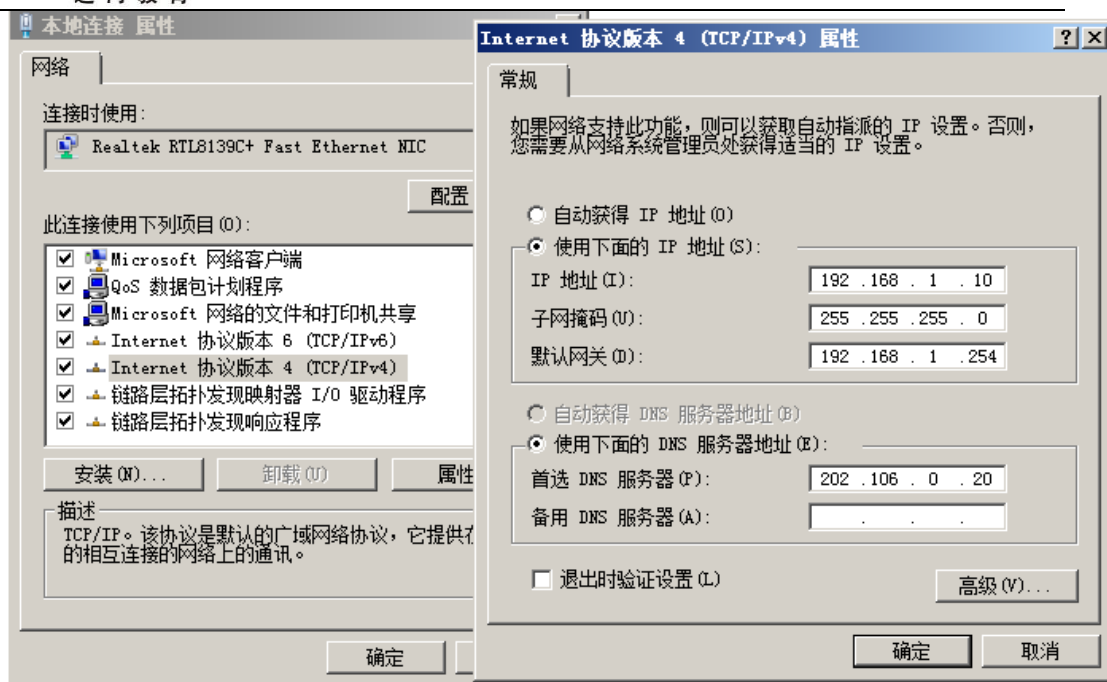 本地连接 属性
网络
连接时使用:
Realtek RTL8139C+ Fast Ethernet NIC
配置
此连接使用下列项目(O):
Microsoft 网络客户端
QoS 数据包计划程序
Microsoft 网络的文件和打印机共享
Internet 协议版本 6 (TCP/IPv6)
Internet 协议版本 4 (TCP/IPv4)
链路层拓扑发现映射器 I/O 驱动程序
链路层拓扑发现响应程序
安装(N)...
卸载(U)
属性
描述
TCP/IP。该协议是默认的广域网络协议，它提供在
的相互连接的网络上的通讯。
确定
Internet 协议版本 4 (TCP/IPv4) 属性
常规
如果网络支持此功能，则可以获取自动指派的 IP 设置。否则，
您需要从网络系统管理员处获得适当的 IP 设置。
自动获得 IP 地址(O)
使用下面的 IP 地址(S):
IP 地址(I): 192 .168 . 1 . 10
子网掩码(U): 255 .255 .255 . 0
默认网关(D): 192 .168 . 1 .254
自动获得 DNS 服务器地址(B)
使用下面的 DNS 服务器地址(E):
首选 DNS 服务器(P): 202 .106 . 0 . 20
备用 DNS 服务器(A): . . .
退出时验证设置(L)
高级(V)...
确定
取消